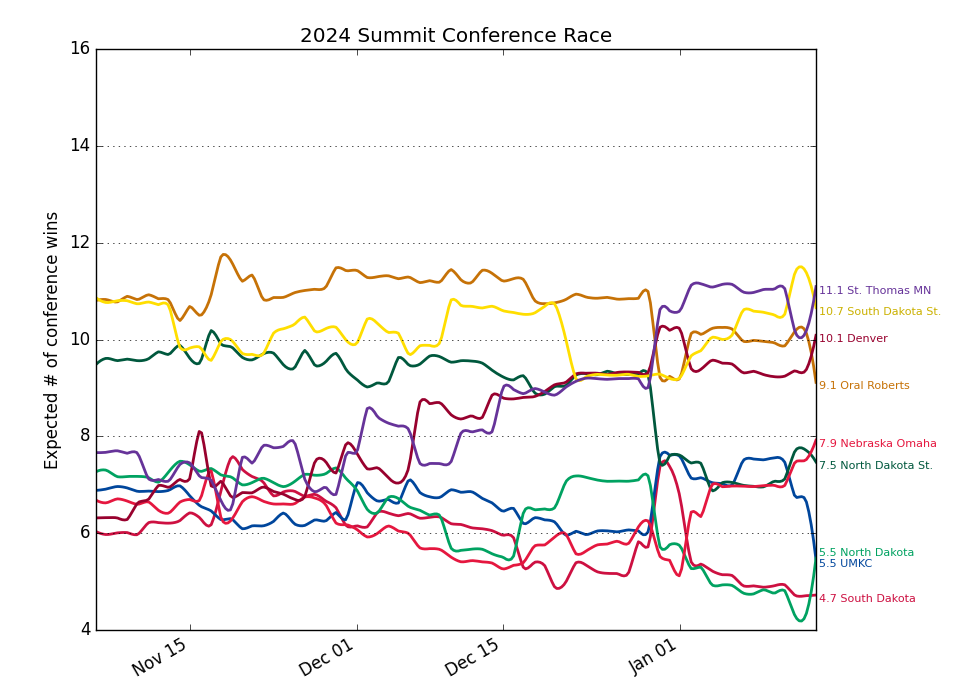 2024 Summit Conference Race
Expected # of conference wins
16
14
12
10
8
6
4
Nov 15
Dec 01
Dec 15
Jan 01
11.1 St. Thomas MN
10.7 South Dakota St.
10.1 Denver
9.1 Oral Roberts
7.9 Nebraska Omaha
7.5 North Dakota St.
5.5 North Dakota
5.5 UMKC
4.7 South Dakota